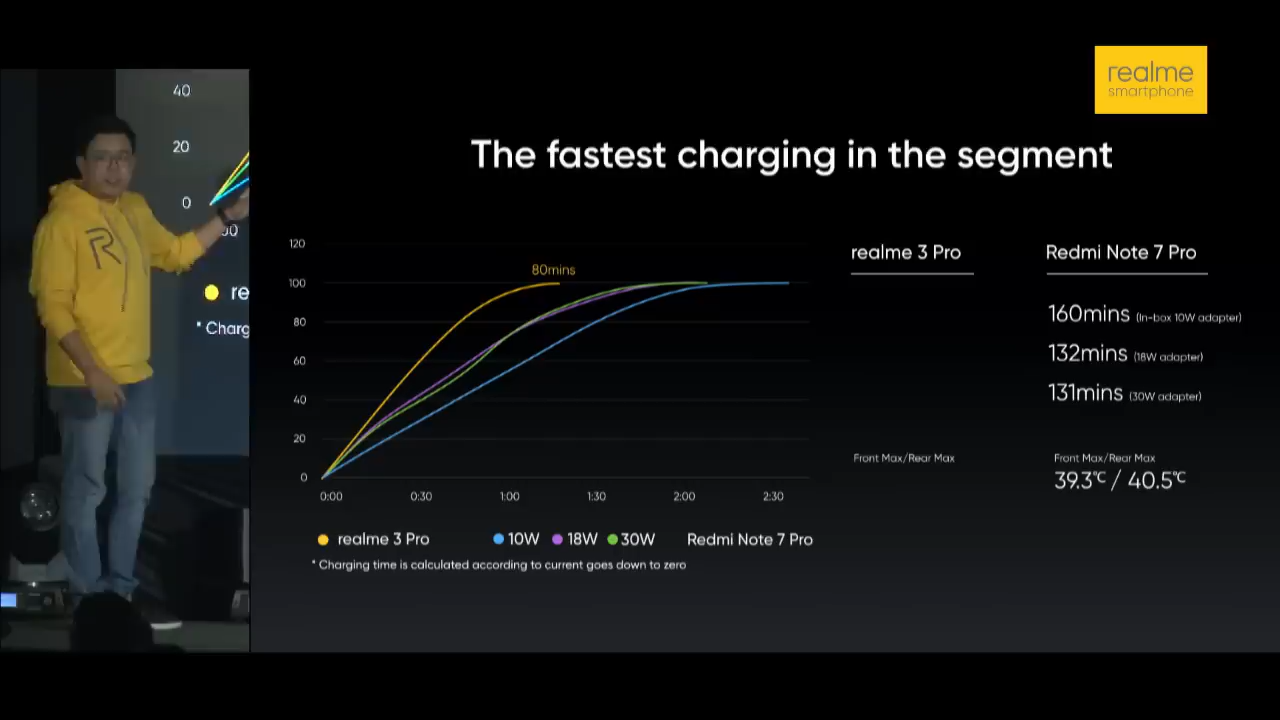 realme
smartphone
40
20
0
re
* Charg
The fastest charging in the segment
120
100
80
60
40
20
0
80mins
0:00
0:30
1:00
1:30
2:00
2:30
realme 3 Pro
10W
18W
30W
Redmi Note 7 Pro
* Charging time is calculated according to current goes down to zero
realme 3 Pro
Front Max/Rear Max
Redmi Note 7 Pro
160mins (In-box 10W adapter)
132mins (18W adapter)
131mins (30W adapter)
Front Max/Rear Max
39.3℃ / 40.5℃